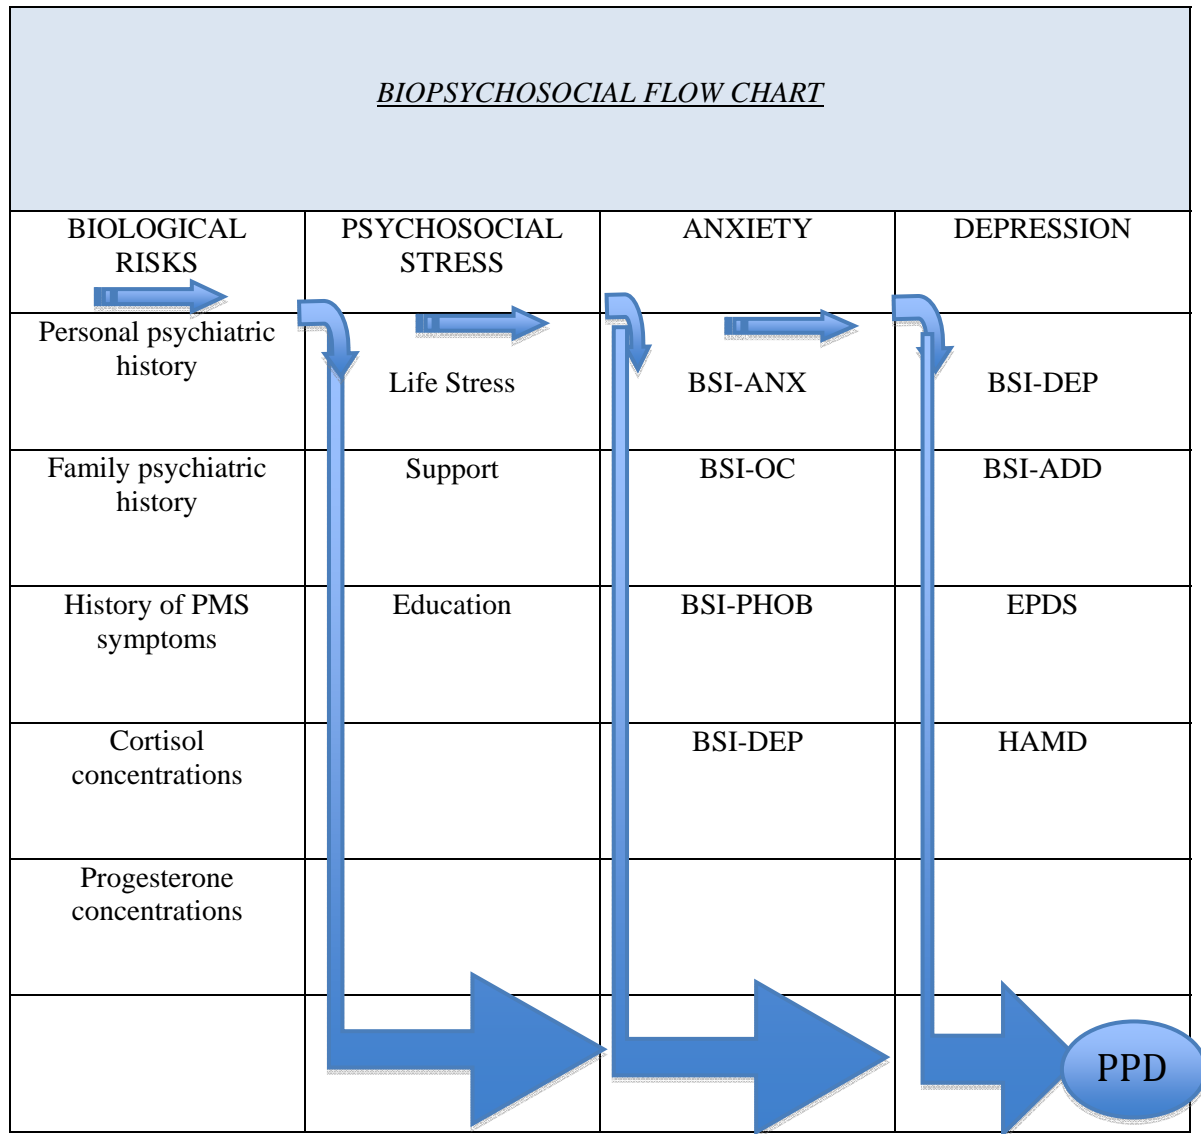 BIOPSYCHOSOCIAL FLOW CHART
BIOLOGICAL
RISKS
PSYCHOSOCIAL
STRESS
ANXIETY
DEPRESSION
Personal psychiatric
history
Life Stress
BSI-ANX
BSI-DEP
Family psychiatric
history
Support
BSI-OC
BSI-ADD
History of PMS
symptoms
Education
BSI-PHOB
EPDS
Cortisol
concentrations
BSI-DEP
HAMD
Progesterone
concentrations
PPD